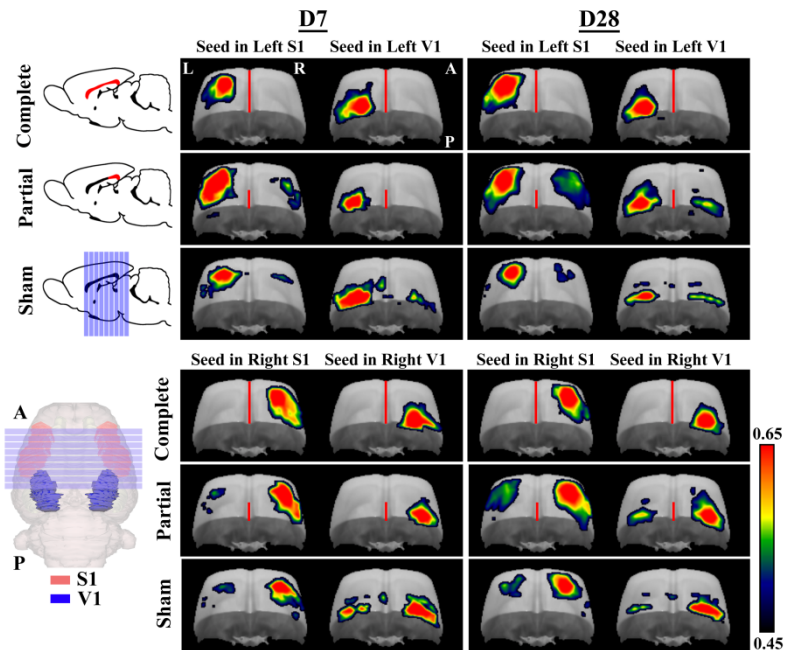 D7 D28
Seed in Left S1 Seed in Left V1 Seed in Left S1 Seed in Left V1
Complete
L R A P
Partial
Sham
Seed in Right S1 Seed in Right V1 Seed in Right S1 Seed in Right V1
Complete
A
0.65
Partial
P
S1
V1
Sham
0.45